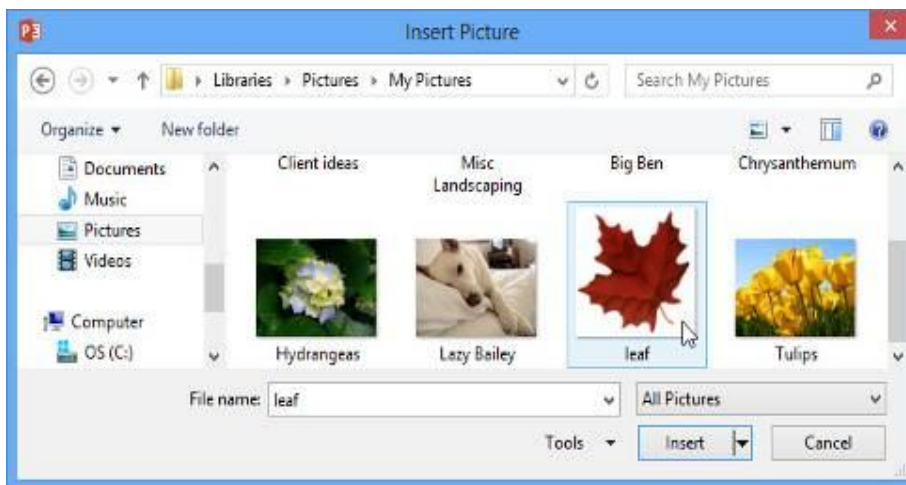 P3
Insert Picture
Libraries
Pictures
My Pictures
Search My Pictures
Organize
New folder
Documents
Music
Pictures
Videos
Computer
OS (C:)
Client ideas
Misc
Landscaping
Big Ben
Chrysanthemum
Hydrangeas
Lazy Bailey
leaf
Tulips
File name: leaf
All Pictures
Tools
Insert
Cancel